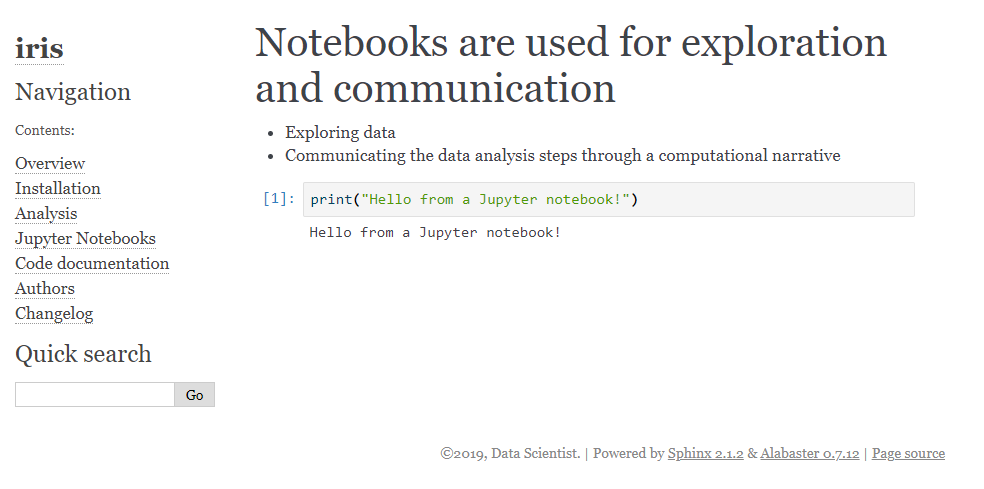 iris
Navigation
Contents:
Overview
Installation
Analysis
Jupyter Notebooks
Code documentation
Authors
Changelog
Quick search
Go
Notebooks are used for exploration
and communication
• Exploring data
• Communicating the data analysis steps through a computational narrative
[1]: print("Hello from a Jupyter notebook!")
Hello from a Jupyter notebook!
©2019, Data Scientist. | Powered by Sphinx 2.1.2 & Alabaster 0.7.12 | Page source